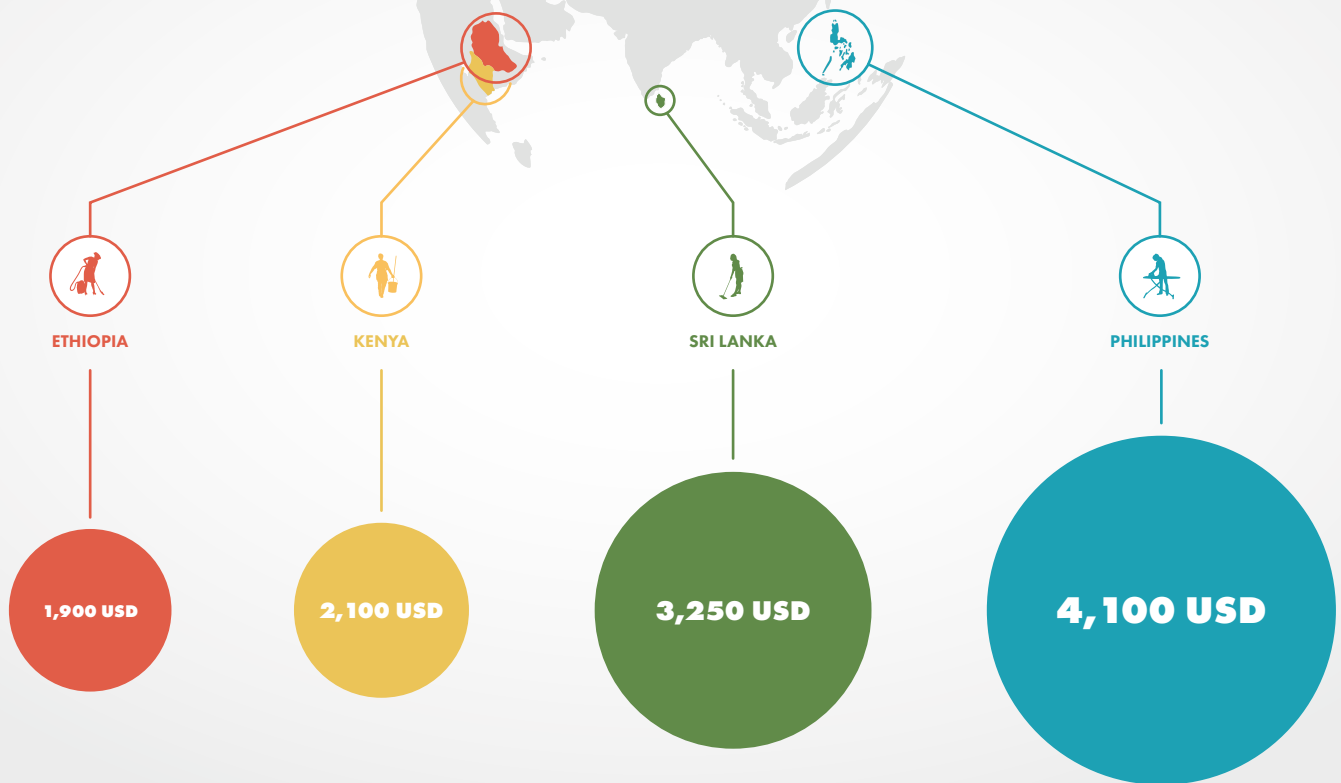 ETHIOPIA
KENYA
SRI LANKA
PHILIPPINES
1,900 USD
2,100 USD
3,250 USD
4,100 USD